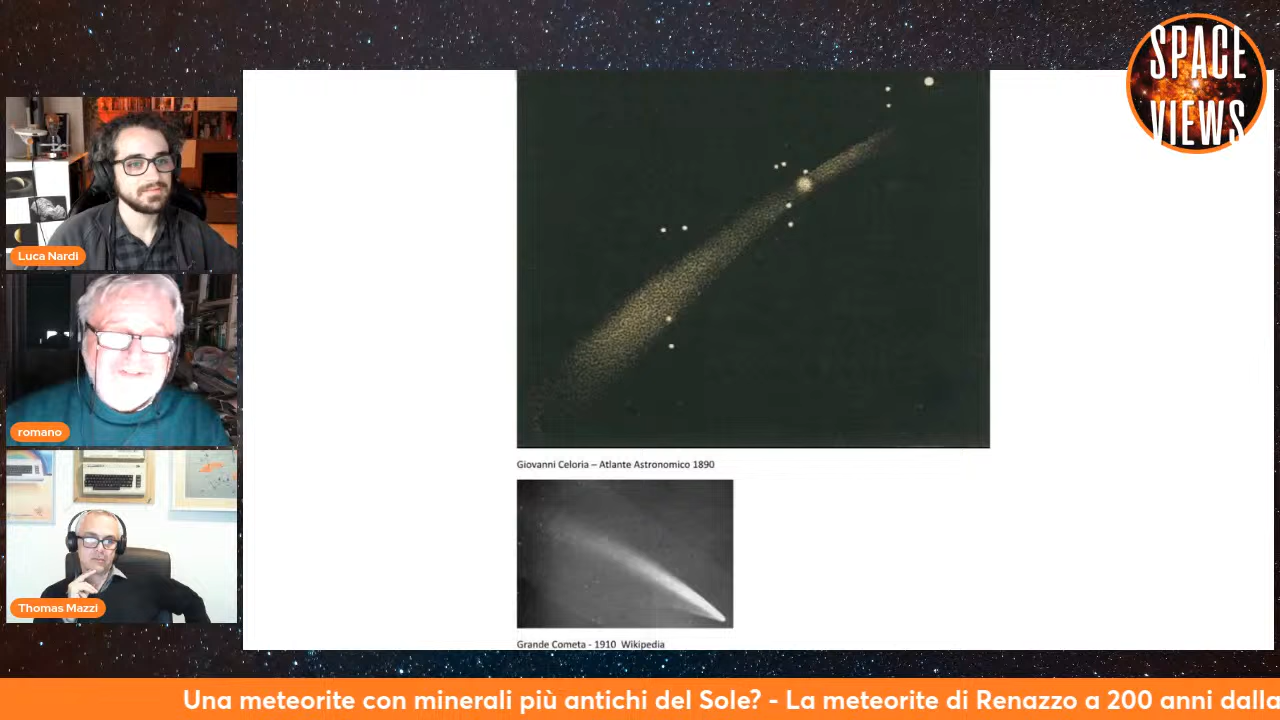 SPACE
VIEWS
Luca Nardi
romano
Thomas Mazzi
Giovanni Celoria – Atlante Astronomico 1890
Grande Cometa - 1910 Wikipedia
Una meteorite con minerali più antichi del Sole? - La meteorite di Renazzo a 200 anni dalla